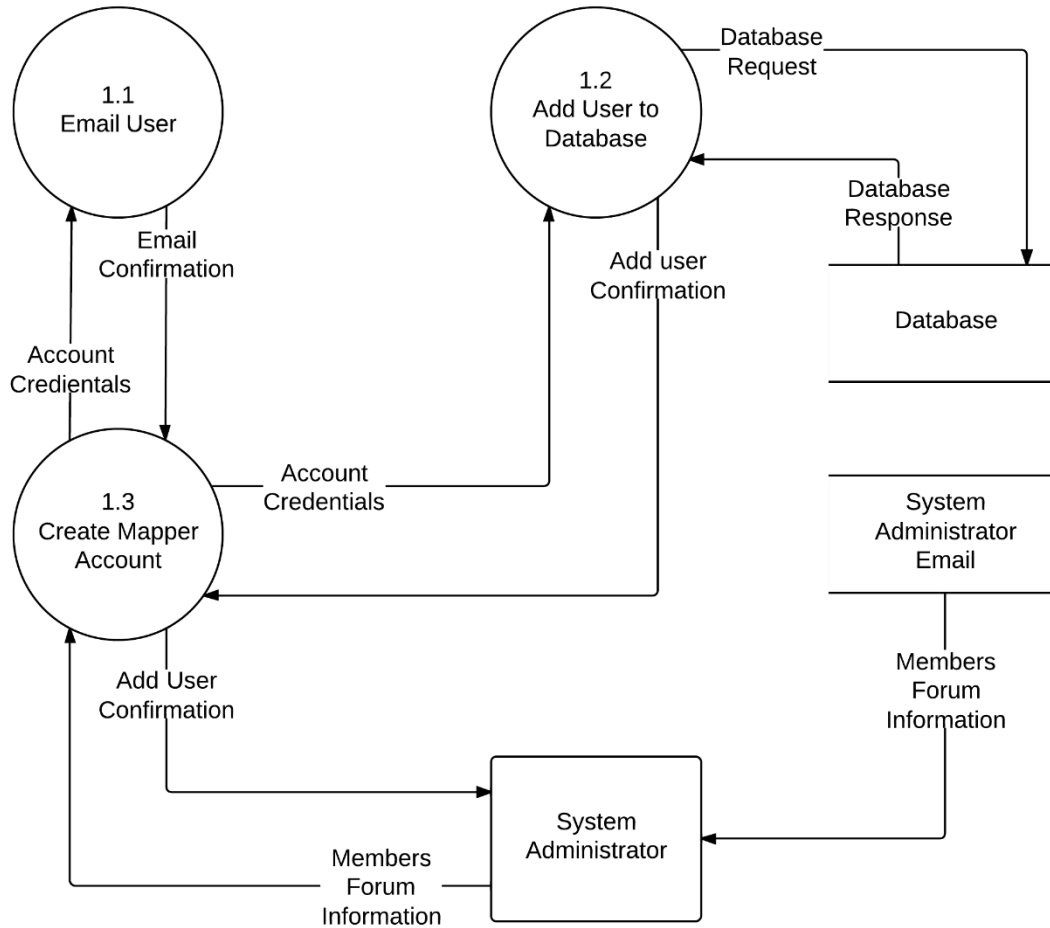 1.1
Email User
1.2
Add User to
Database
Database
Request
Database
Response
Email
Confirmation
Add user
Confirmation
Database
Account
Credientals
1.3
Create Mapper
Account
Account
Credentials
System
Administrator
Email
Add User
Confirmation
Members
Forum
Information
System
Administrator
Members
Forum
Information